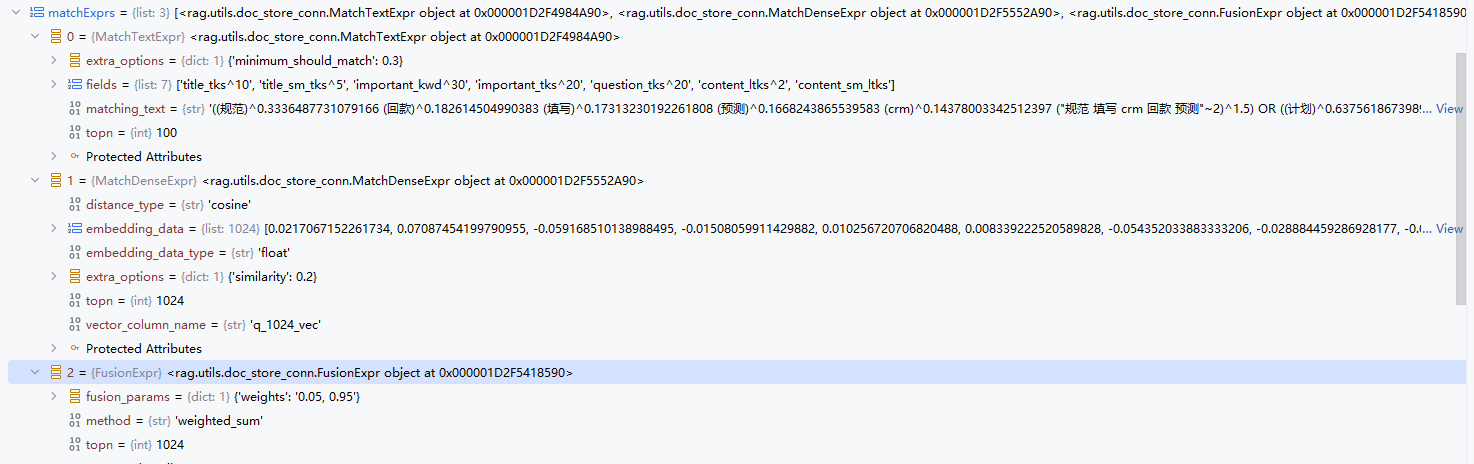 matchExprs = {list: 3} [<rag.utils.doc_store_conn.MatchTextExpr object at 0x000001D2F4984A90>, <rag.utils.doc_store_conn.MatchDenseExpr object at 0x000001D2F5552A90>, <rag.utils.doc_store_conn.FusionExpr object at 0x000001D2F5418590
0 = {MatchTextExpr} <rag.utils.doc_store_conn.MatchTextExpr object at 0x000001D2F4984A90>
extra_options = {dict: 1} {'minimum_should_match': 0.3}
fields = {list: 7} ['title_tks^10', 'title_sm_tks^5', 'important_kwd^30', 'important_tks^20', 'question_tks^20', 'content_ltks^2', 'content_sm_ltks']
matching_text = {str} '((规范)^0.3336487731079166 (回款)^0.182614504990383 (填写)^0.17313230192261808 (预测)^0.1668243865539583 (crm)^0.14378003342512397 ("规范 填写 crm 回款 预测"~2)^1.5) OR ((计划)^0.637561867398... View
topn = {int} 100
Protected Attributes
1 = {MatchDenseExpr} <rag.utils.doc_store_conn.MatchDenseExpr object at 0x000001D2F5552A90>
distance_type = {str} 'cosine'
embedding_data = {list: 1024} [0.0217067152261734, 0.07087454199790955, -0.059168510138988495, -0.01508059911429882, 0.010256720706820488, 0.008339222520589828, -0.054352033883333206, -0.028884459286928177, -0.0... View
embedding_data_type = {str} 'float'
extra_options = {dict: 1} {'similarity': 0.2}
topn = {int} 1024
vector_column_name = {str} 'q_1024_vec'
Protected Attributes
2 = {FusionExpr} <rag.utils.doc_store_conn.FusionExpr object at 0x000001D2F5418590>
fusion_params = {dict: 1} {'weights': '0.05, 0.95'}
method = {str} 'weighted_sum'
topn = {int} 1024